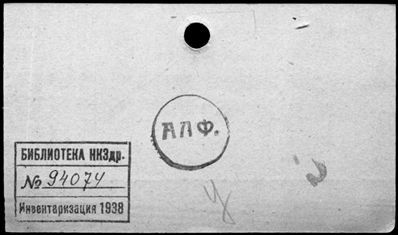 АЛФ.
БИБЛИОТЕКА НКЗдр.
№ 94074
Инвентаризация 1938